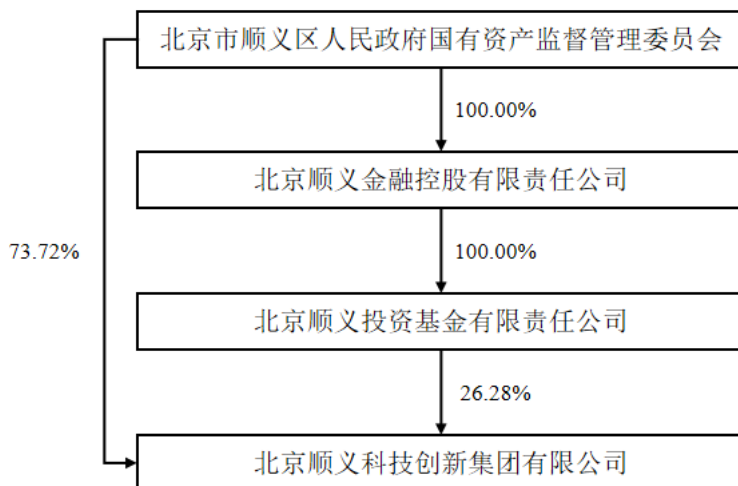 北京市顺义区人民政府国有资产监督管理委员会
100.00%
北京顺义金融控股有限责任公司
73.72%
100.00%
北京顺义投资基金有限责任公司
26.28%
北京顺义科技创新集团有限公司